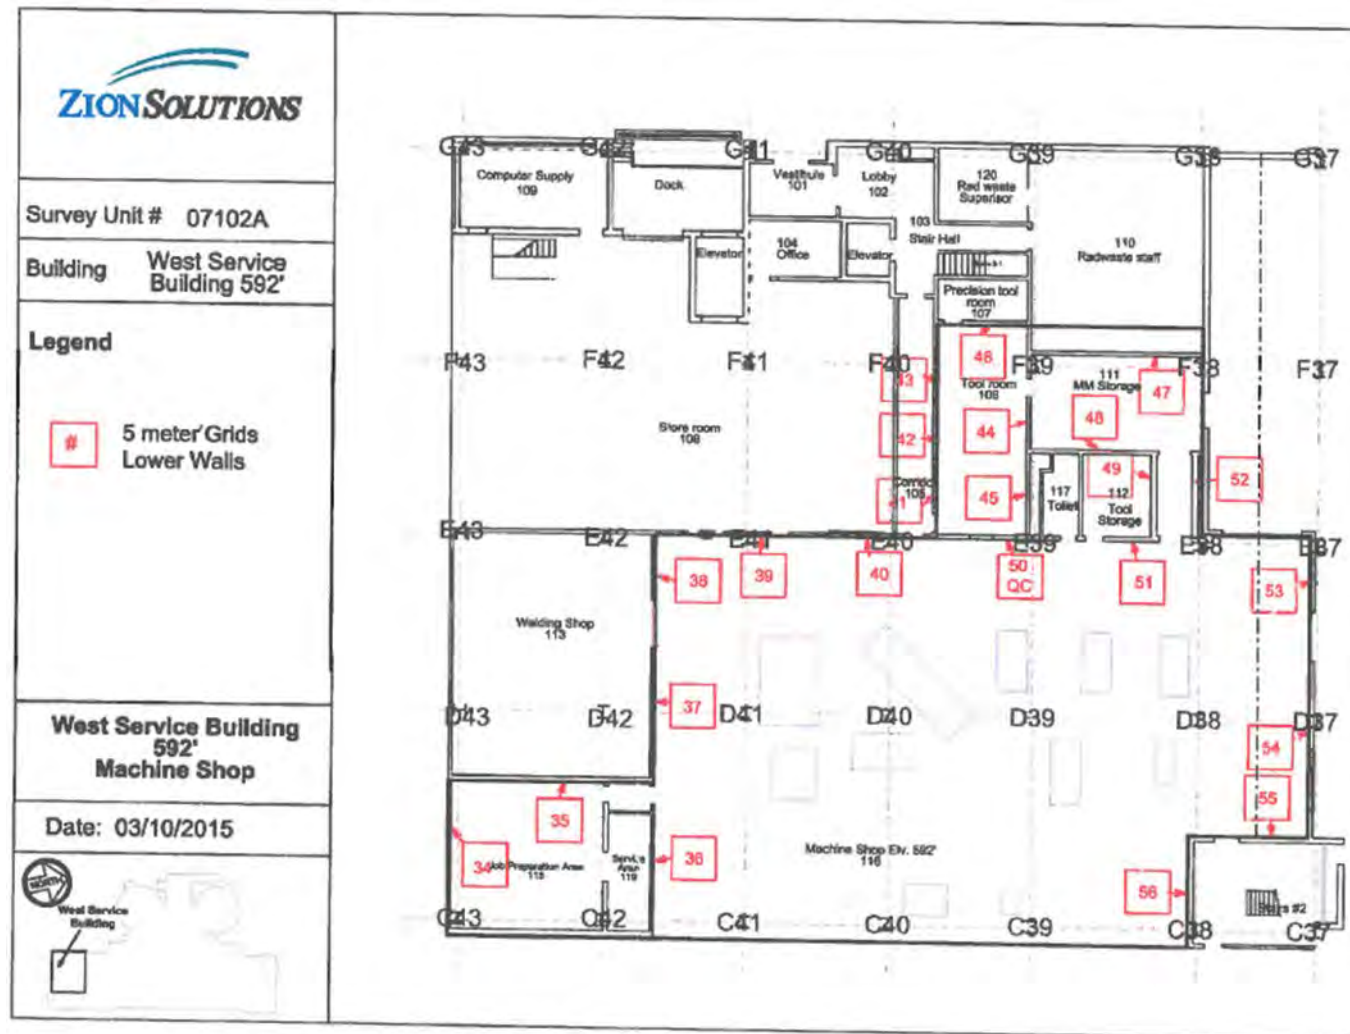 ZIONSOLUTIONS
Survey Unit # 07102A
Building West Service
Building 592'
Legend
# 5 meter Grids
Lower Walls
West Service Building
592'
Machine Shop
Date: 03/10/2015
NORTH
West Service
Building
G43 G42 G41 G40 G39 G38 G37
Computer Supply
109
Dock
Vestibule
101
Lobby
102
120
Rad waste
Supervisor
103
Stair Hall
110
Radwaste staff
Elevator
104
Office
Elevator
Precision tool
room
107
F43 F42 F41 F40 F39 F38 F37
46
Tool room
108
111
MM Storage
47
48
43
Store room
108
42
44
49
52
Corridor
105
45
117
Toilet
112
Tool
Storage
E43 E42 E41 E40 E39 E38 E37
38
39
40
50
QC
51
53
Welding Shop
113
37
D43 D42 D41 D40 D39 D38 D37
54
55
35
34
Job Preparation Area
115
Area
119
36
Machine Shop Elv. 592'
116
56
Stairs #2
C43 C42 C41 C40 C39 C38 C37